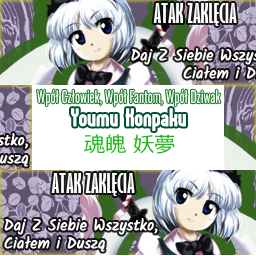 ATAK ZAKLĘCIA
Daj Z Siebie Wszyst
Ciałem i D
Wpół Człowiek, Wpół Fantom, Wpół Dziwak
Youmu Konpaku
魂魄 妖夢
stko,
uszą
ATAK ZAKLĘCIA
Daj Z Siebie Wszystko,
Ciałem i Duszą